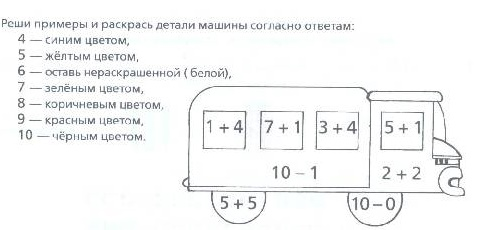 Реши примеры и раскрась детали машины согласно ответам:
4 — синим цветом,
5 — жёлтым цветом,
6 — оставь нераскрашенной ( белой),
7 — зелёным цветом,
8 — коричневым цветом,
9 — красным цветом,
10 — чёрным цветом.
1 + 4 7 + 1 3 + 4 5 + 1
10 – 1 2 + 2
5 + 5 10 – 0